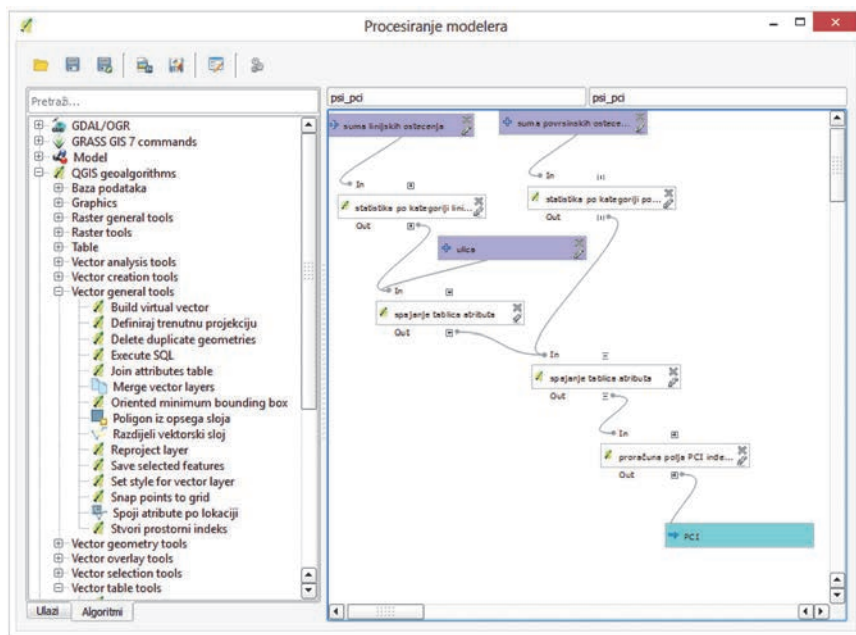 Procesiranje modelera
Pretraži...
GDAL/OGR
GRASS GIS 7 commands
Model
QGIS geoalgorithms
Baza podataka
Graphics
Raster general tools
Raster tools
Table
Vector analysis tools
Vector creation tools
Vector general tools
Build virtual vector
Definiraj trenutnu projekciju
Delete duplicate geometries
Execute SQL
Join attributes table
Merge vector layers
Oriented minimum bounding box
Poligon iz opsega sloja
Razdijeli vektorski sloj
Reproject layer
Save selected features
Set style for vector layer
Snap points to grid
Spoji atribute po lokaciji
Stvori prostorni indeks
Vector geometry tools
Vector overlay tools
Vector selection tools
Vector table tools
Ulazi
Algoritmi
psi_pci
psi_pci
suma linijskih ostecenja
suma povrsinskih ostece...
In
In
statistika po kategoriji lini...
statistika po kategoriji po...
Out
Out
ulica
In
spajanje tablica atributa
Out
In
spajanje tablica atributa
Out
In
proračuna polja PCI inde...
Out
PCI